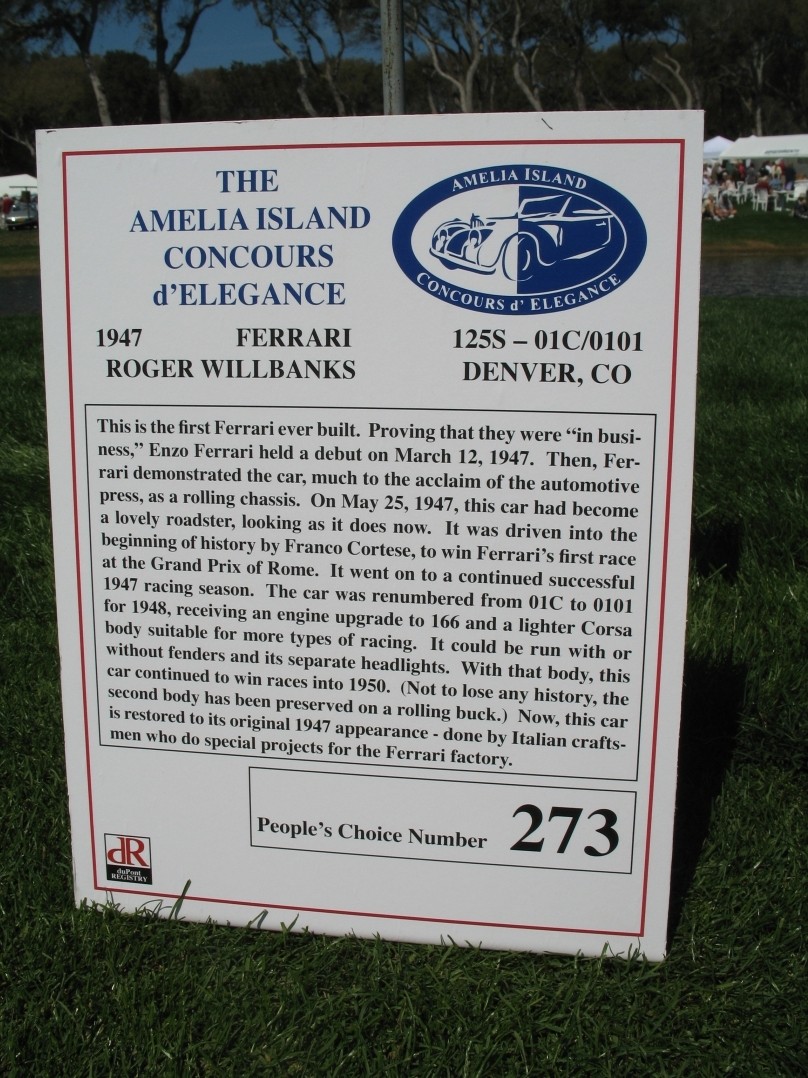 THE
AMELIA ISLAND
CONCOURS
d'ELEGANCE
AMELIA ISLAND
CONCOURS d' ELEGANCE
1947 FERRARI 125S – 01C/0101
ROGER WILLBANKS DENVER, CO
This is the first Ferrari ever built. Proving that they were “in busi-
ness,” Enzo Ferrari held a debut on March 12, 1947. Then, Fer-
rari demonstrated the car, much to the acclaim of the automotive
press, as a rolling chassis. On May 25, 1947, this car had become
a lovely roadster, looking as it does now. It was driven into the
beginning of history by Franco Cortese, to win Ferrari’s first race
at the Grand Prix of Rome. It went on to a continued successful
1947 racing season. The car was renumbered from 01C to 0101
for 1948, receiving an engine upgrade to 166 and a lighter Corsa
body suitable for more types of racing. It could be run with or
without fenders and its separate headlights. With that body, this
car continued to win races into 1950. (Not to lose any history, the
second body has been preserved on a rolling buck.) Now, this car
is restored to its original 1947 appearance - done by Italian crafts-
men who do special projects for the Ferrari factory.
People’s Choice Number 273
dR
duPont
REGISTRY